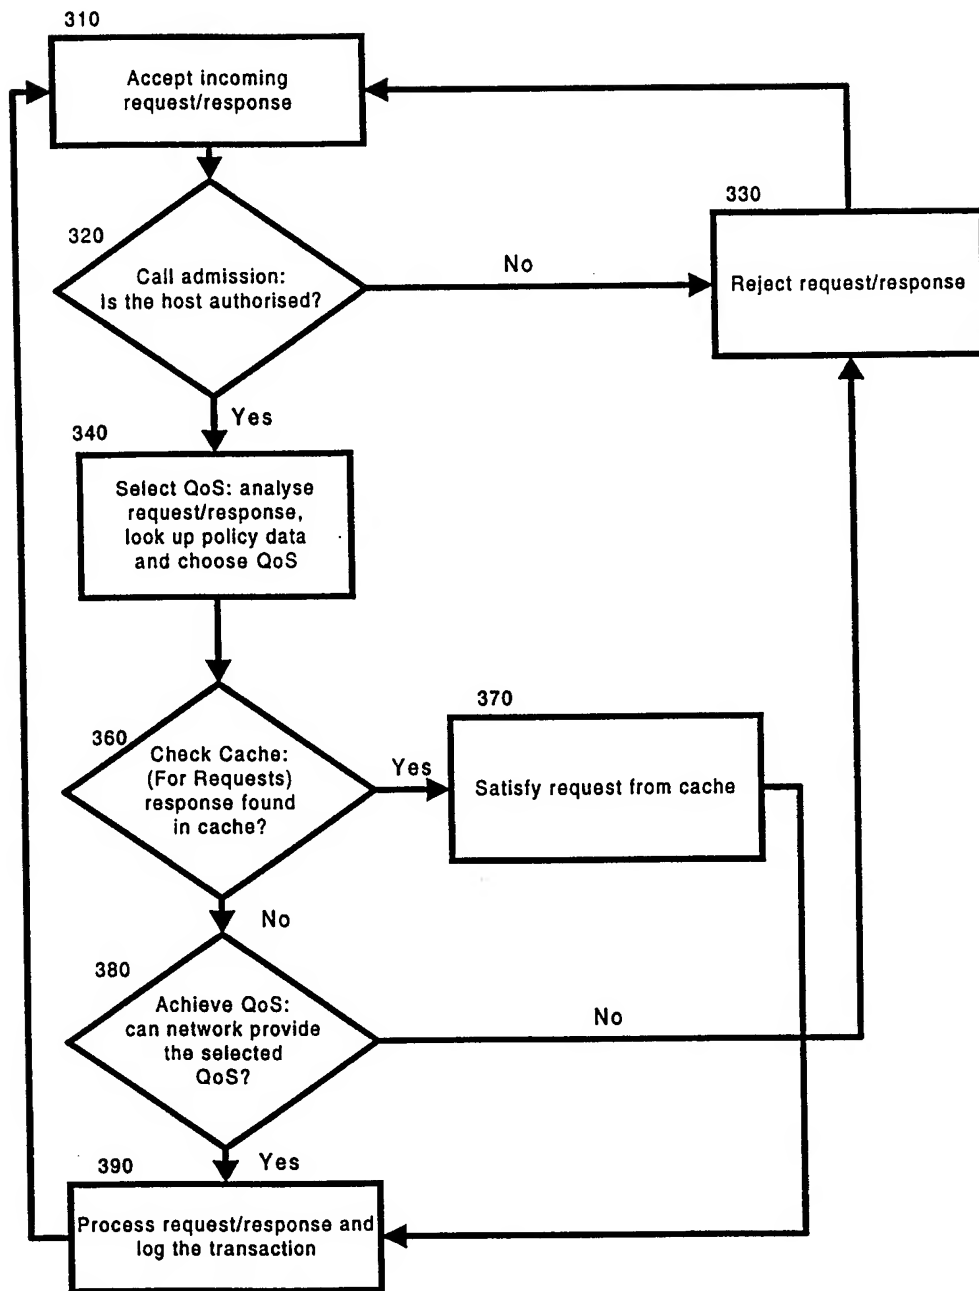 310
Accept incoming
request/response
320
Call admission:
Is the host authorised?
No
330
Reject request/response
Yes
340
Select QoS: analyse
request/response,
look up policy data
and choose QoS
360
Check Cache:
(For Requests)
response found
in cache?
Yes
370
Satisfy request from cache
No
380
Achieve QoS:
can network provide
the selected
QoS?
No
Yes
390
Process request/response and
log the transaction